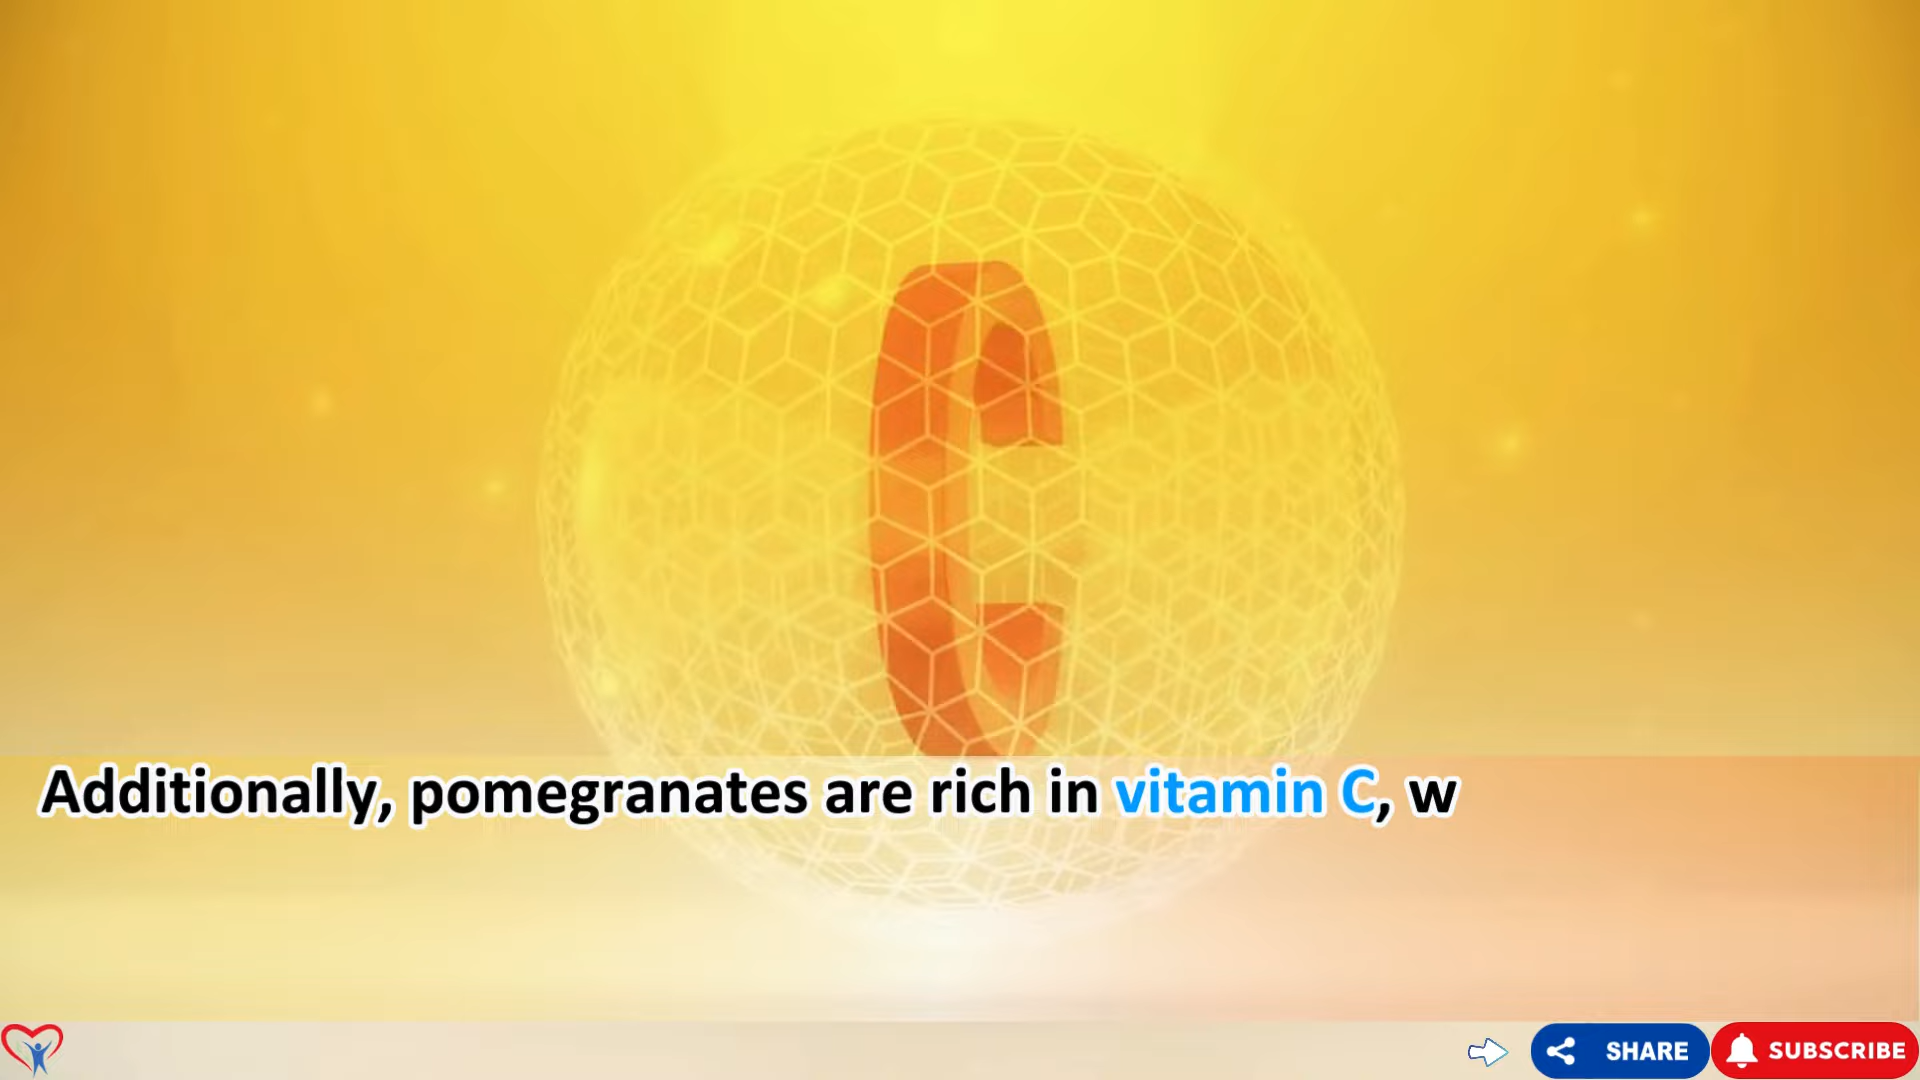 C
Additionally, pomegranates are rich in vitamin C, w
SHARE
SUBSCRIBE